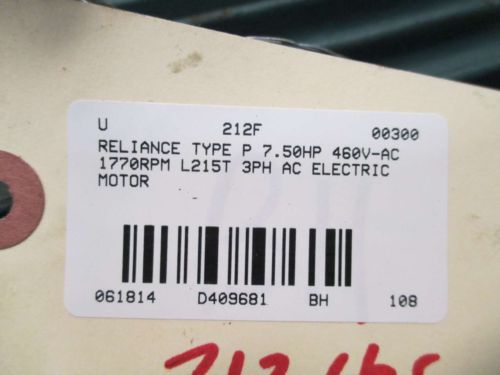 U 212F 00300
RELIANCE TYPE P 7.50HP 460V-AC
1770RPM L215T 3PH AC ELECTRIC
MOTOR
061814 D409681 BH 108